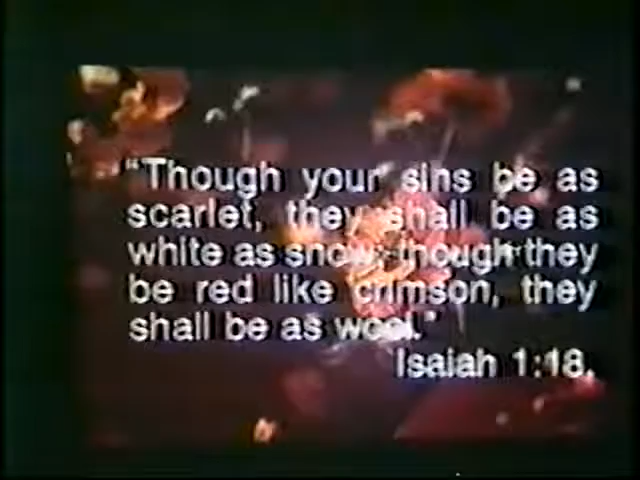 "Though your sins be as
scarlet, they shall be as
white as snow; though they
be red like crimson, they
shall be as wool."
Isaiah 1:18.